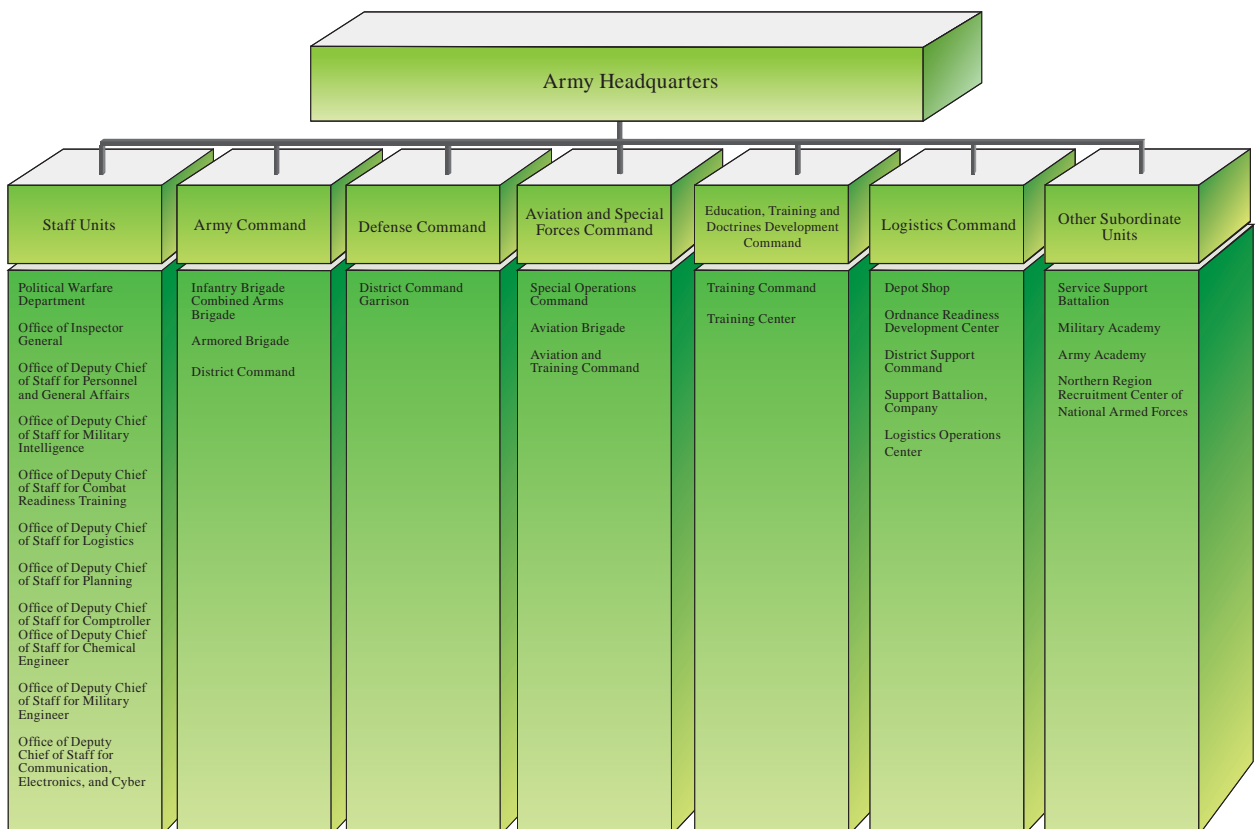 Army Headquarters
Staff Units
Political Warfare
Department
Office of Inspector
General
Office of Deputy Chief
of Staff for Personnel
and General Affairs
Office of Deputy Chief
of Staff for Military
Intelligence
Office of Deputy Chief
of Staff for Combat
Readiness Training
Office of Deputy Chief
of Staff for Logistics
Office of Deputy Chief
of Staff for Planning
Office of Deputy Chief
of Staff for Comptroller
Office of Deputy Chief
of Staff for Chemical
Engineer
Office of Deputy Chief
of Staff for Military
Engineer
Office of Deputy
Chief of Staff for
Communication,
Electronics, and Cyber
Army Command
Infantry Brigade
Combined Arms
Brigade
Armored Brigade
District Command
Defense Command
District Command
Garrison
Aviation and Special
Forces Command
Special Operations
Command
Aviation Brigade
Aviation and
Training Command
Education, Training and
Doctrines Development
Command
Training Command
Training Center
Logistics Command
Depot Shop
Ordnance Readiness
Development Center
District Support
Command
Support Battalion,
Company
Logistics Operations
Center
Other Subordinate
Units
Service Support
Battalion
Military Academy
Army Academy
Northern Region
Recruitment Center of
National Armed Forces